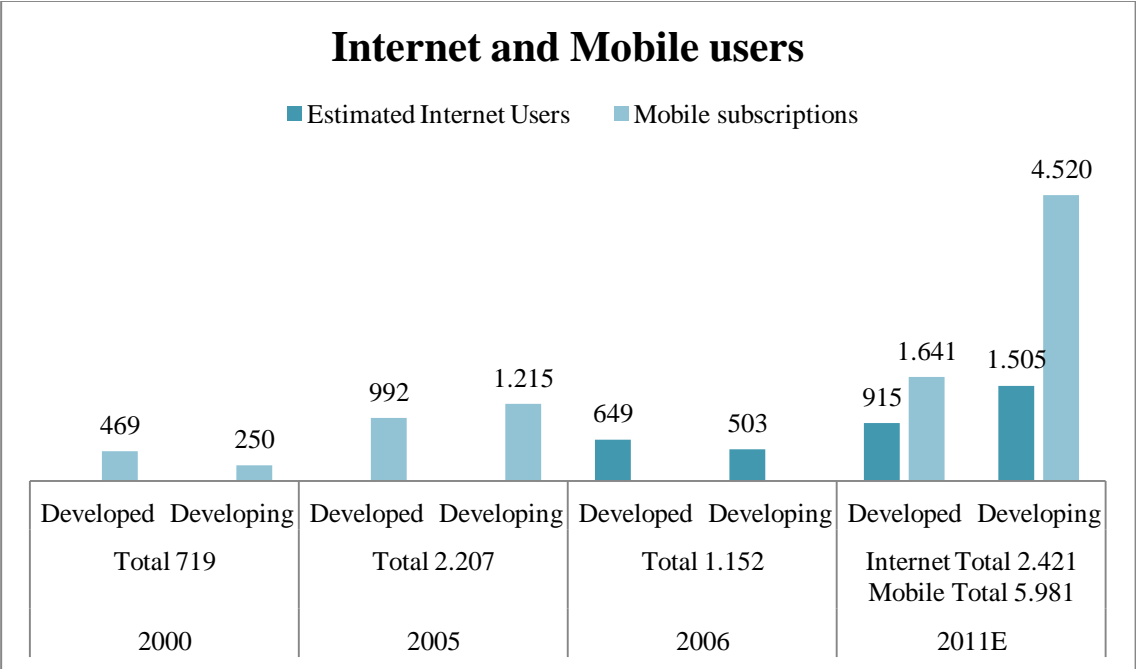 Internet and Mobile users
Estimated Internet Users Mobile subscriptions
469 250 992 1.215 649 503 915 1.641 1.505 4.520
Developed Developing Developed Developing Developed Developing Developed Developing
Total 719 Total 2.207 Total 1.152 Internet Total 2.421
Mobile Total 5.981
2000 2005 2006 2011E